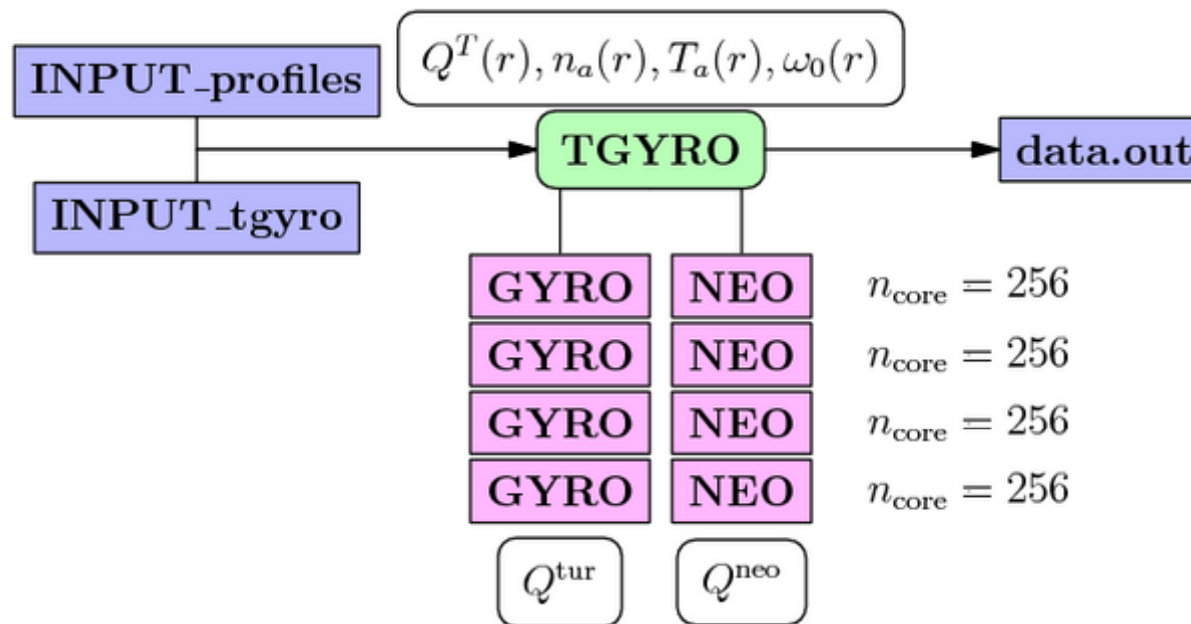 Q^T(r), n_a(r), T_a(r), ω_0(r)
INPUT_profiles
TGYRO
data.out
INPUT_tgyro
GYRO NEO n_core = 256
GYRO NEO n_core = 256
GYRO NEO n_core = 256
GYRO NEO n_core = 256
Q^tur Q^neo